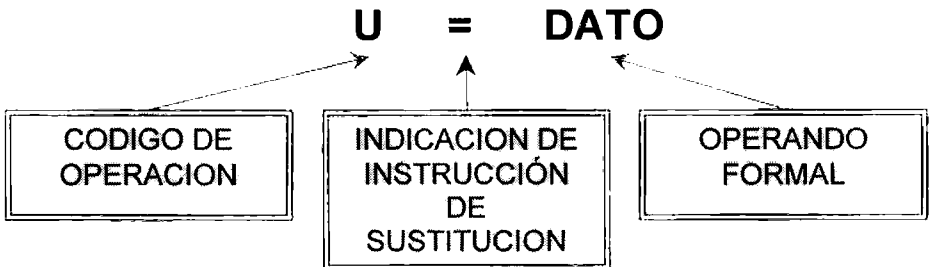 U = DATO
CODIGO DE
OPERACION
INDICACION DE
INSTRUCCIÓN
DE
SUSTITUCION
OPERANDO
FORMAL